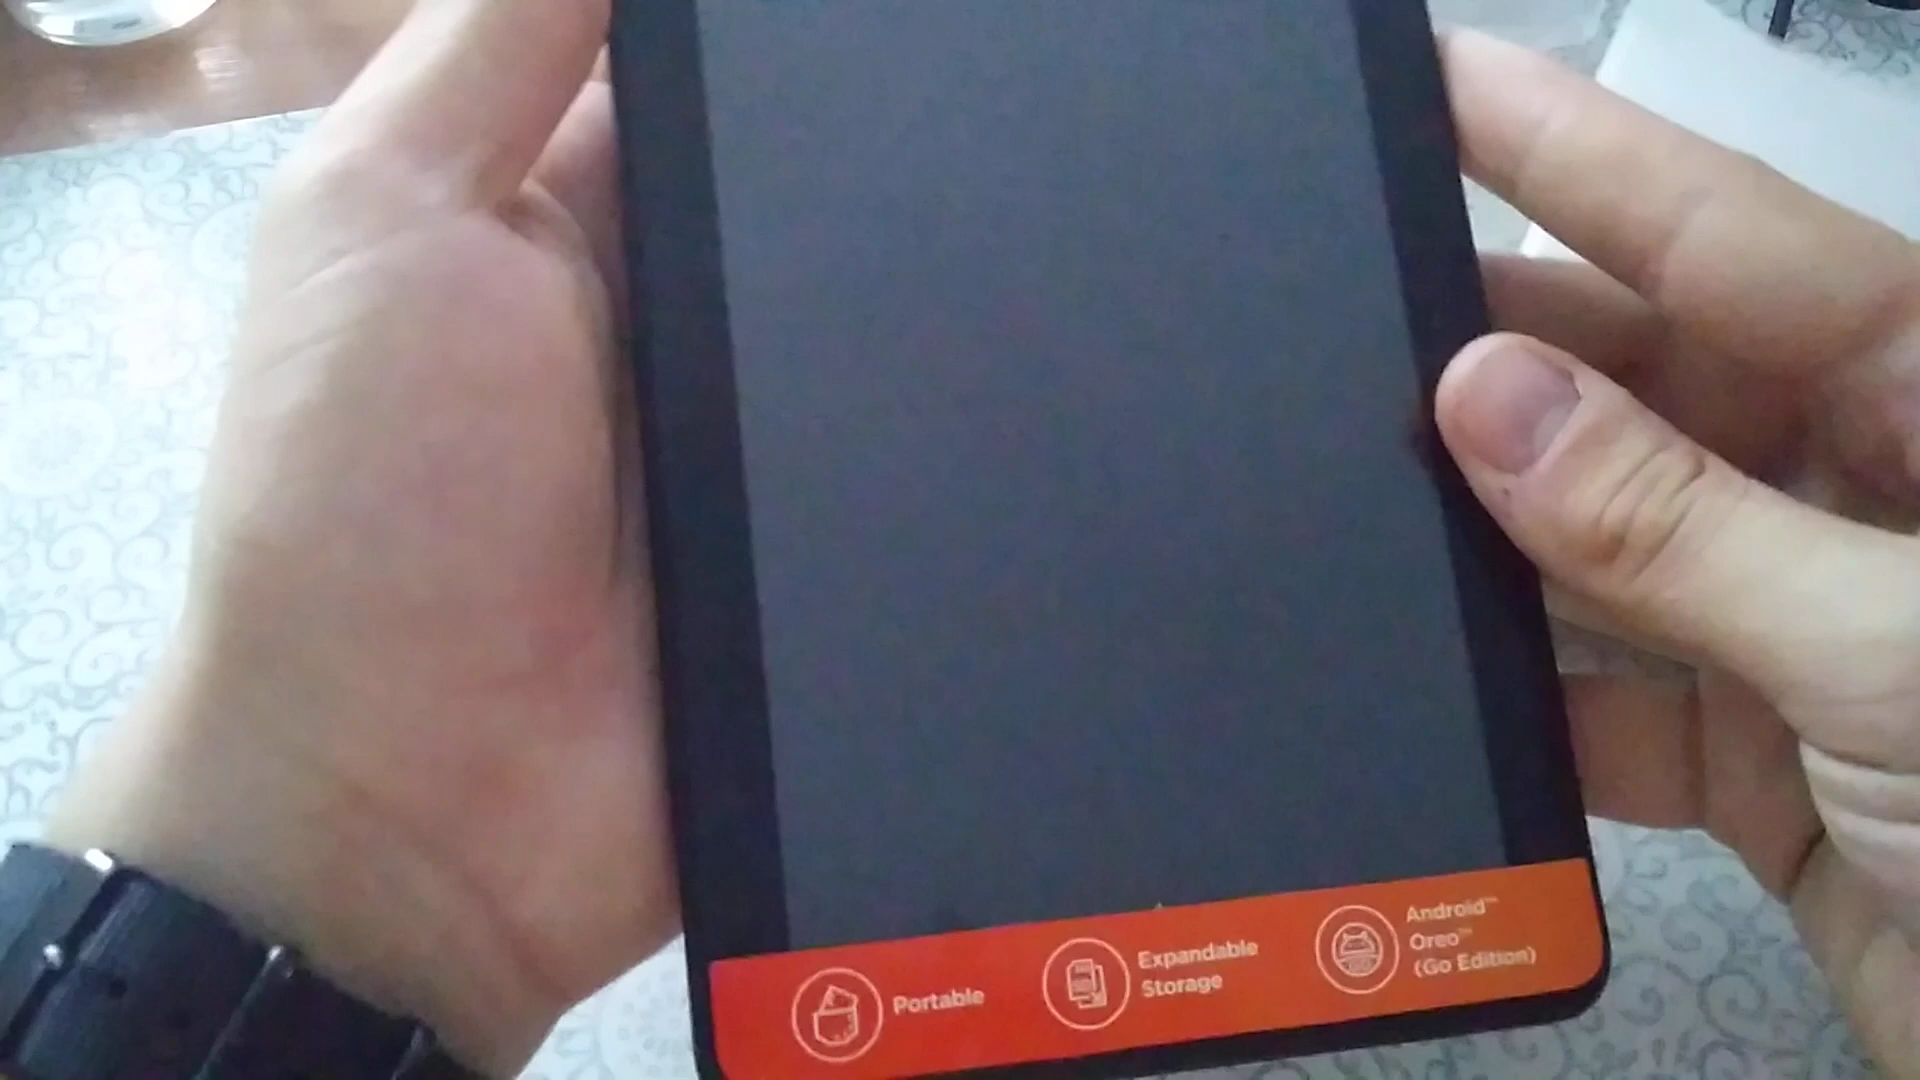 Portable
Expandable
Storage
Android™
Oreo™
(Go Edition)